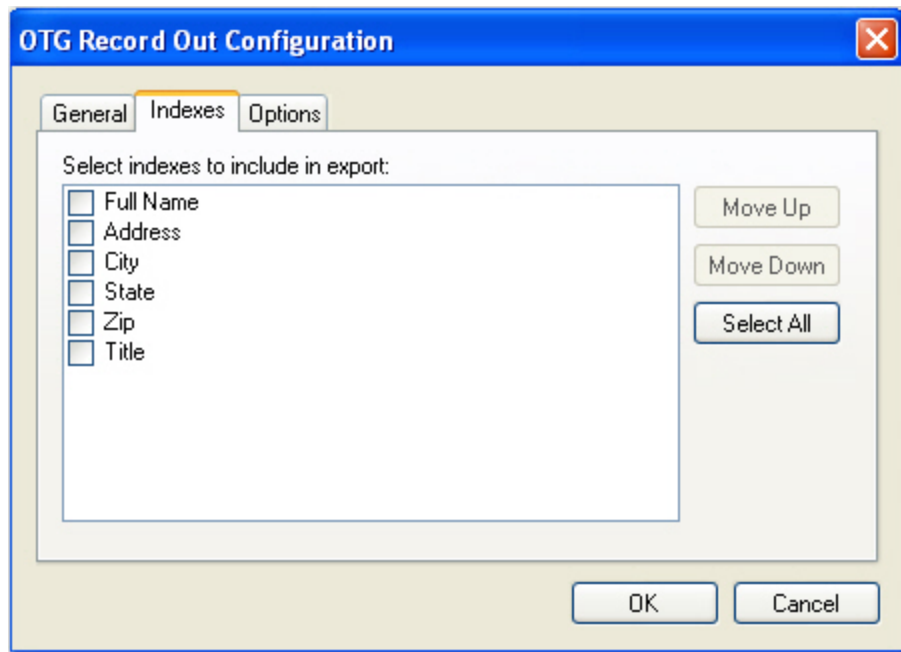 OTG Record Out Configuration
General Indexes Options
Select indexes to include in export:
Full Name
Address
City
State
Zip
Title
Move Up
Move Down
Select All
OK Cancel